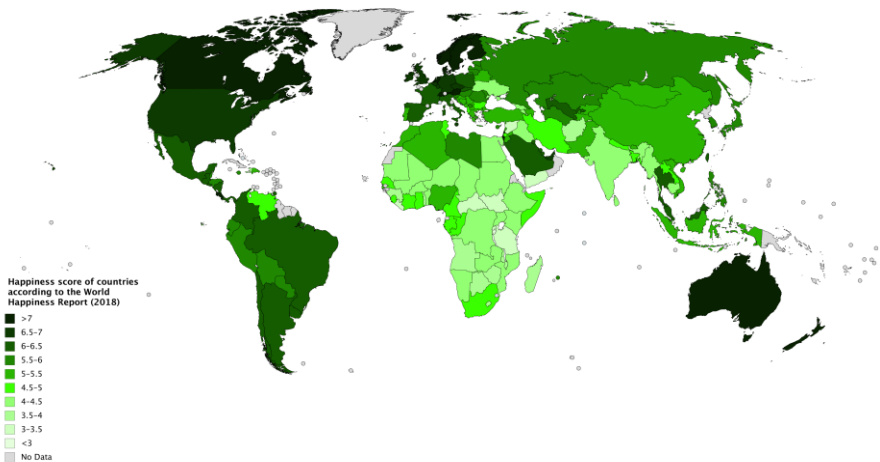 Happiness score of countries
according to the World
Happiness Report (2018)
>7
6.5-7
6-6.5
5.5-6
5-5.5
4.5-5
4-4.5
3.5-4
3-3.5
<3
No Data